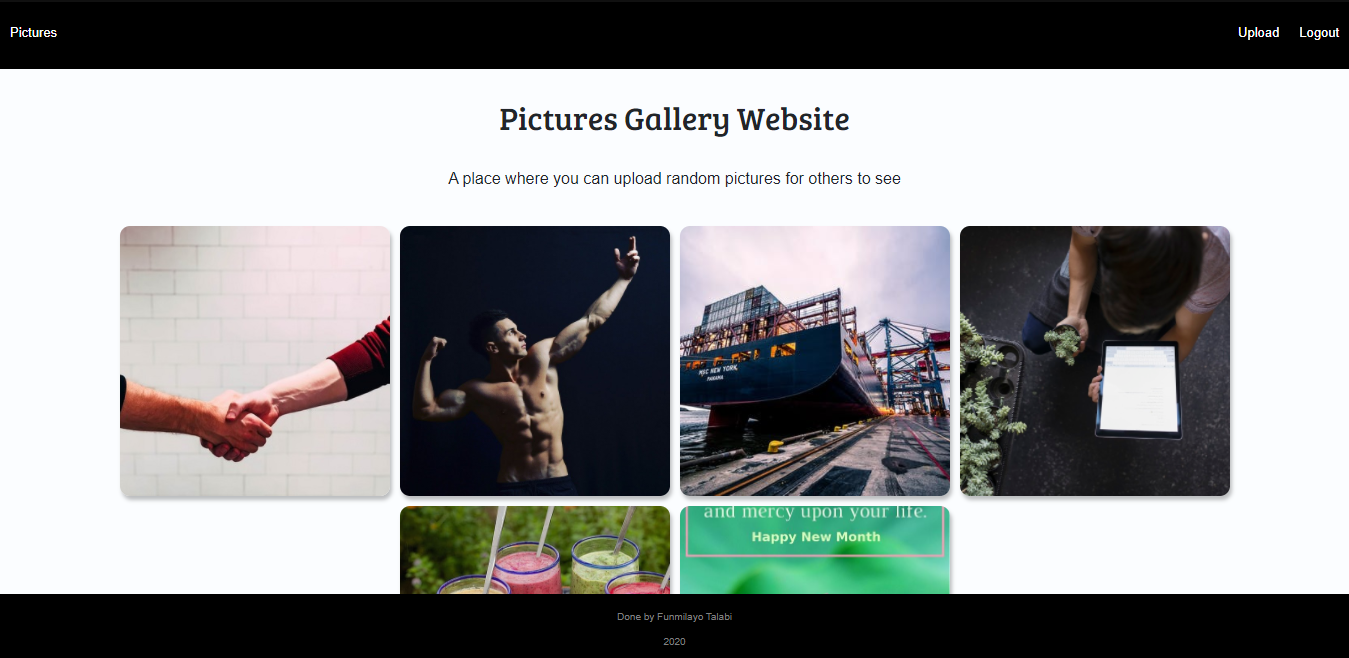 Pictures
Upload
Logout
Pictures Gallery Website
A place where you can upload random pictures for others to see
MSC NEW YORK
PANAMA
and mercy upon your life.
Happy New Month
Done by Funmilayo Talabi
2020